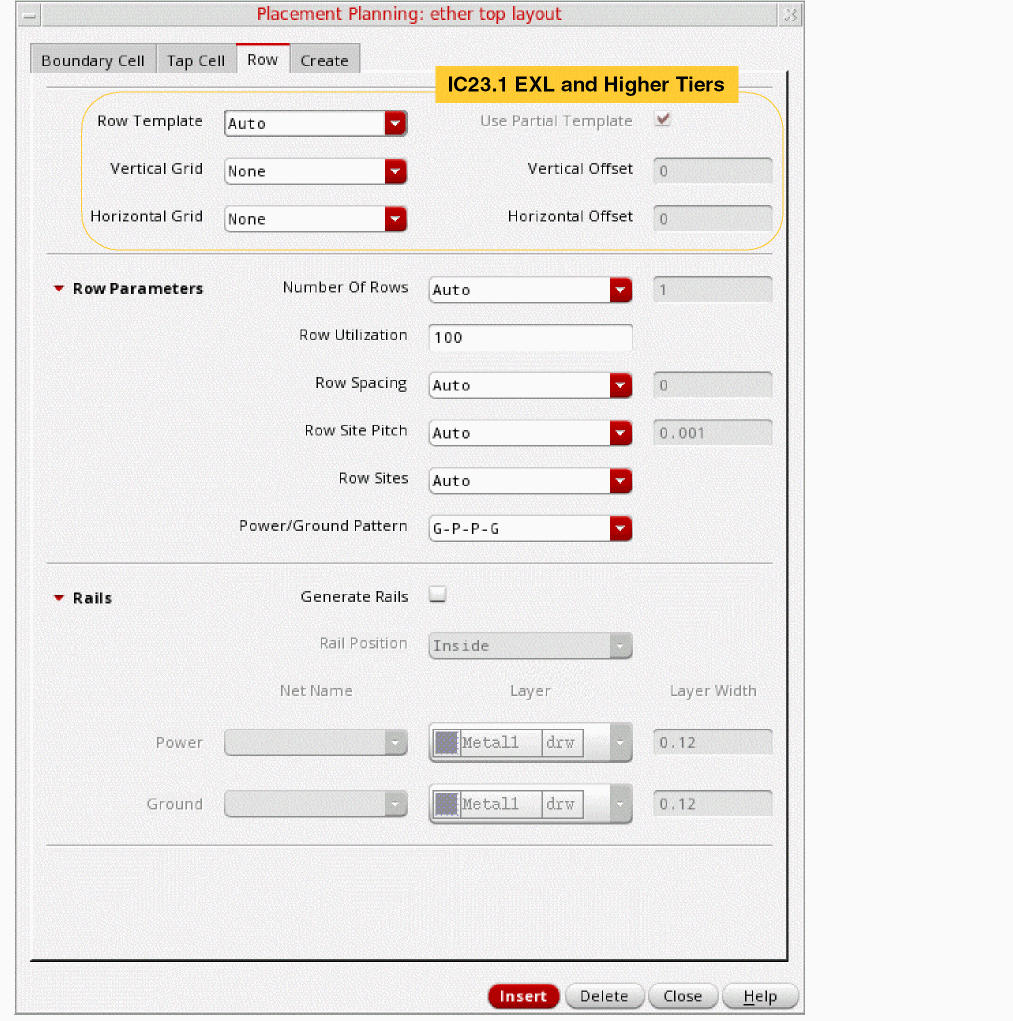 Placement Planning: ether top layout
Boundary Cell Tap Cell Row Create
IC23.1 EXL and Higher Tiers
Row Template Auto Use Partial Template
Vertical Grid None Vertical Offset 0
Horizontal Grid None Horizontal Offset 0
Row Parameters Number Of Rows Auto 1
Row Utilization 100
Row Spacing Auto 0
Row Site Pitch Auto 0.001
Row Sites Auto
Power/Ground Pattern G-P-P-G
Rails Generate Rails
Rail Position Inside
Net Name Layer Layer Width
Power Metal1 drw 0.12
Ground Metal1 drw 0.12
Insert Delete Close Help